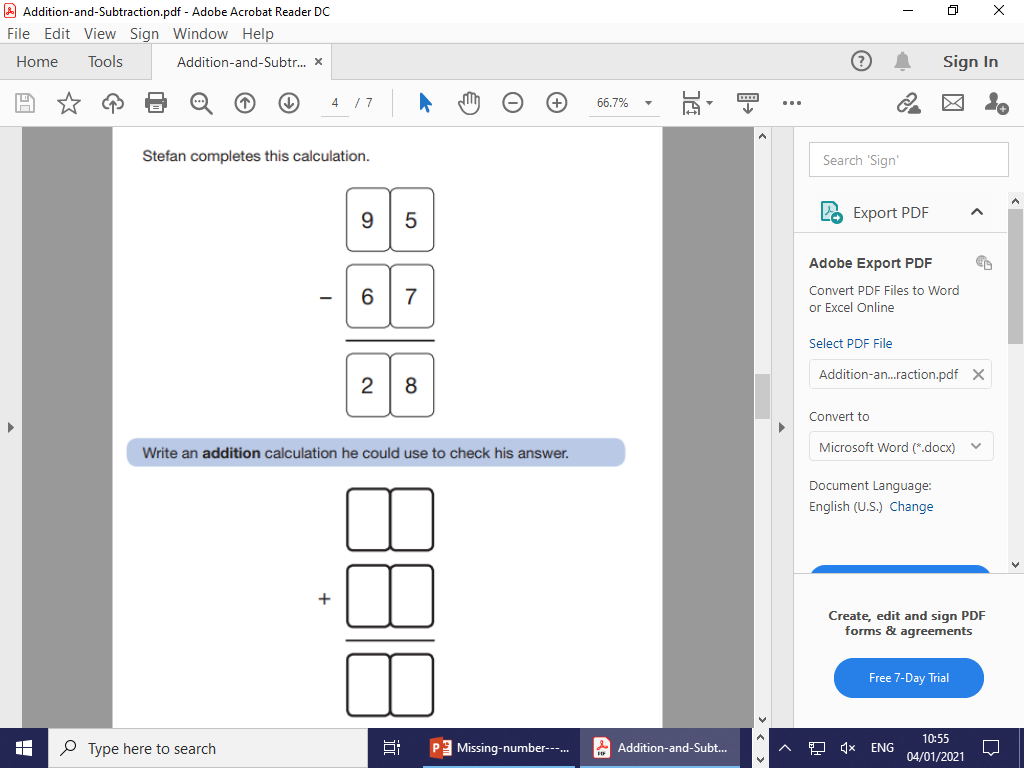 Addition-and-Subtraction.pdf - Adobe Acrobat Reader DC
File Edit View Sign Window Help
Home Tools Addition-and-Subtr... × Sign In
4 / 7 66.7%
Stefan completes this calculation.
9 5
− 6 7
2 8
Write an addition calculation he could use to check his answer.
+
Search 'Sign'
Export PDF
Adobe Export PDF
Convert PDF Files to Word
or Excel Online
Select PDF File
Addition-an...raction.pdf
Convert to
Microsoft Word (*.docx)
Document Language:
English (U.S.) Change
Create, edit and sign PDF
forms & agreements
Free 7-Day Trial
Type here to search
Missing-number---...
Addition-and-Subt...
ENG
10:55
04/01/2021